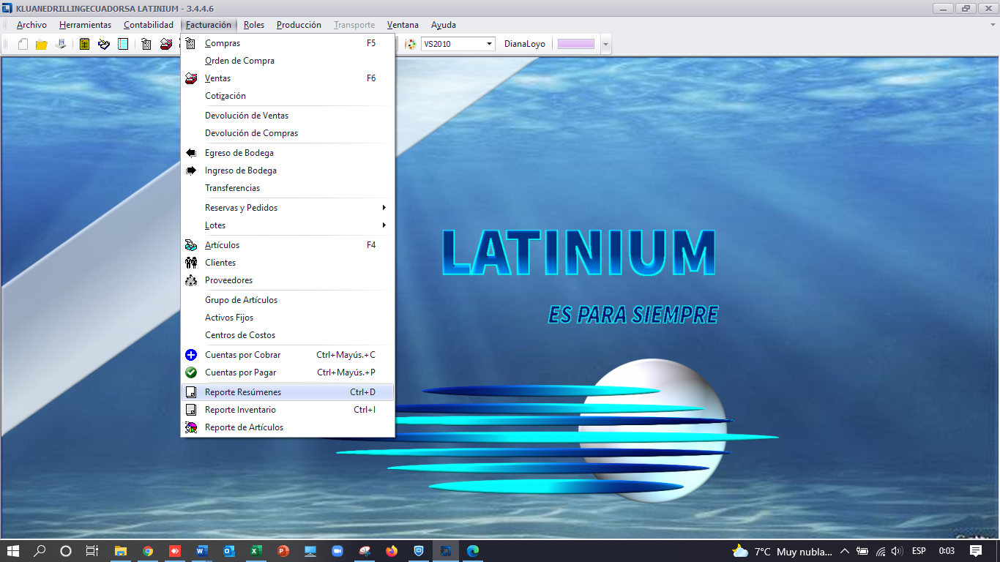 KLUANEDRILLINGECUADORSA LATINIUM - 3.4.4.6
Archivo Herramientas Contabilidad Facturación Roles Producción Transporte Ventana Ayuda
VS2010 DianaLoyo
Compras F5
Orden de Compra
Ventas F6
Cotización
Devolución de Ventas
Devolución de Compras
Egreso de Bodega
Ingreso de Bodega
Transferencias
Reservas y Pedidos
Lotes
Artículos F4
Clientes
Proveedores
Grupo de Artículos
Activos Fijos
Centros de Costos
Cuentas por Cobrar Ctrl+Mayús.+C
Cuentas por Pagar Ctrl+Mayús.+P
Reporte Resúmenes Ctrl+D
Reporte Inventario Ctrl+I
Reporte de Artículos
LATINIUM
ES PARA SIEMPRE
7°C Muy nubla... ESP 0:03